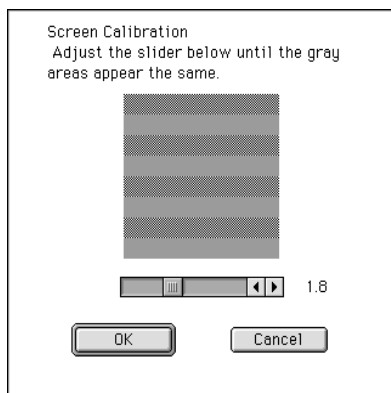 Screen Calibration
Adjust the slider below until the gray
areas appear the same.
1.8
OK
Cancel